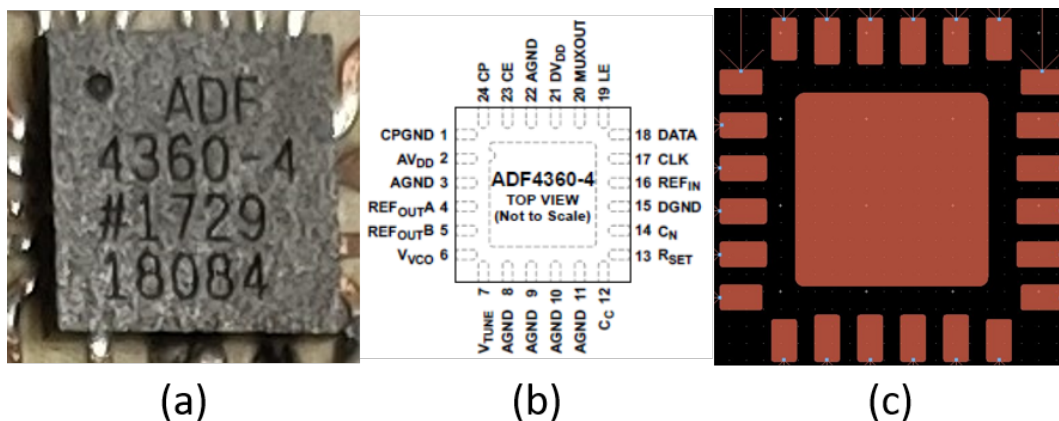 ADF
4360-4
#1729
18084
24 CP
23 CE
22 AGND
21 DVDD
20 MUXOUT
19 LE
CPGND 1
AVDD 2
AGND 3
REFOUTA 4
REFOUTB 5
VVCO 6
ADF4360-4
TOP VIEW
(Not to Scale)
18 DATA
17 CLK
16 REFIN
15 DGND
14 CN
13 RSET
VTUNE 7
AGND 8
AGND 9
AGND 10
AGND 11
CC 12
(a)
(b)
(c)